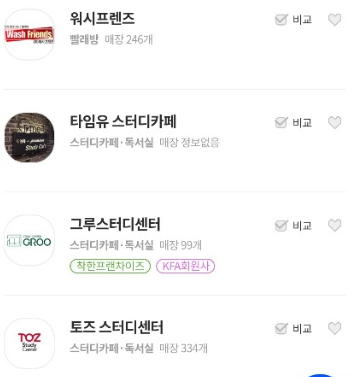 Wash Friends
워시프렌즈
비교
빨래방 매장 246개
타임유 스터디카페
비교
스터디카페·독서실 매장 정보없음
Study Cafe
GROO
그루스터디센터
비교
스터디카페·독서실 매장 99개
착한프랜차이즈 KFA회원사
TOZ
Study
Center
토즈 스터디센터
비교
스터디카페·독서실 매장 334개